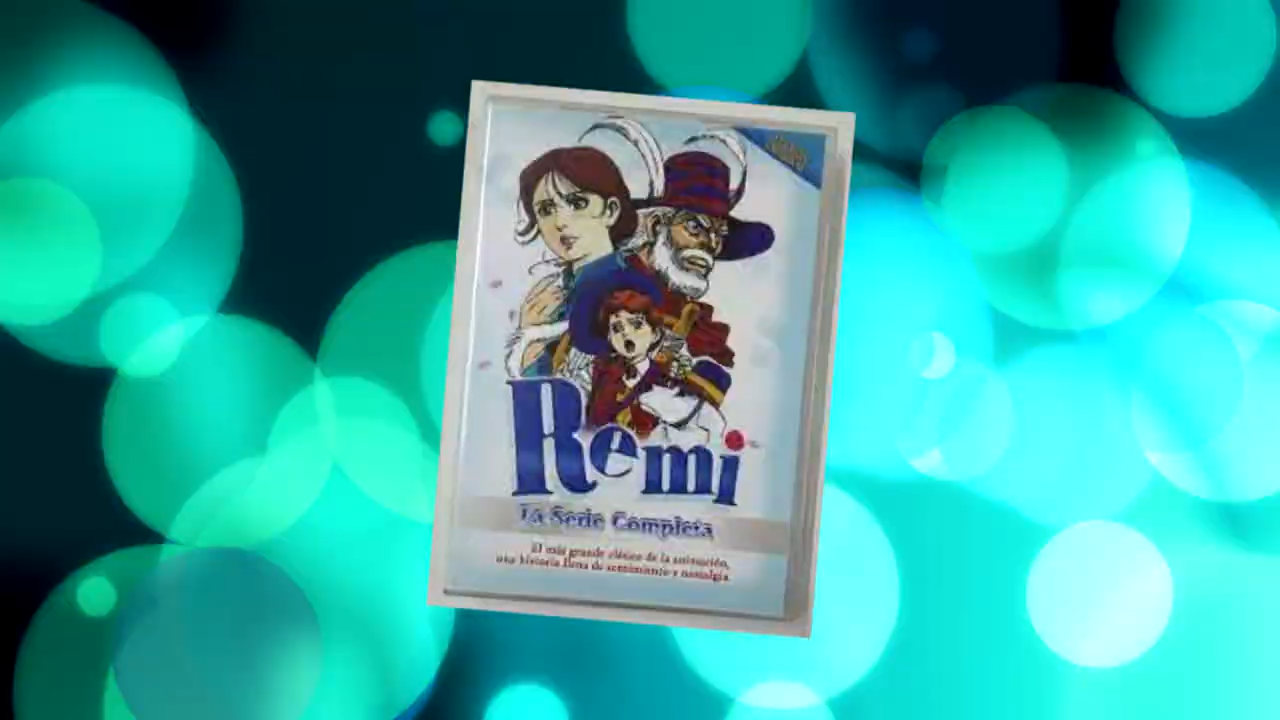 Remi
La Serie Completa
El más grande clásico de la animación,
una historia llena de sentimiento y nostalgia